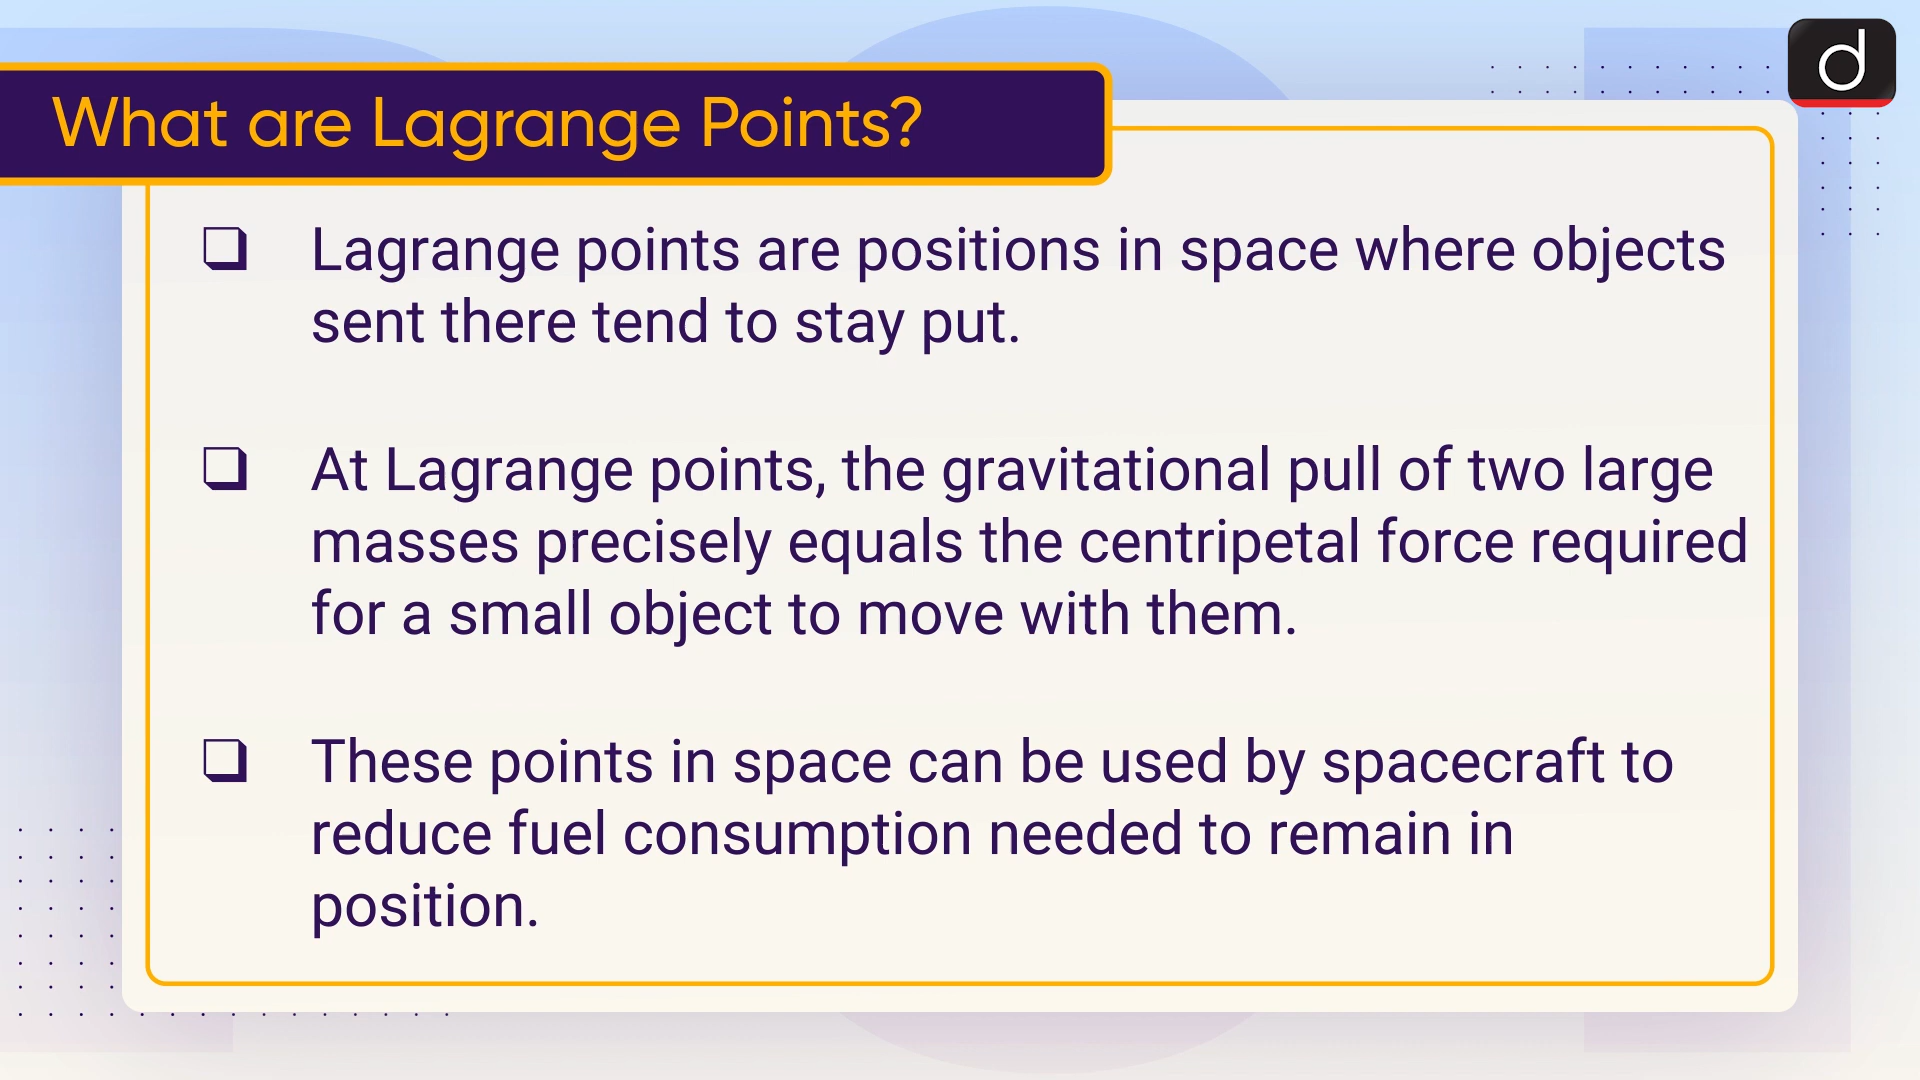 What are Lagrange Points?
d
❑ Lagrange points are positions in space where objects
sent there tend to stay put.
❑ At Lagrange points, the gravitational pull of two large
masses precisely equals the centripetal force required
for a small object to move with them.
❑ These points in space can be used by spacecraft to
reduce fuel consumption needed to remain in
position.